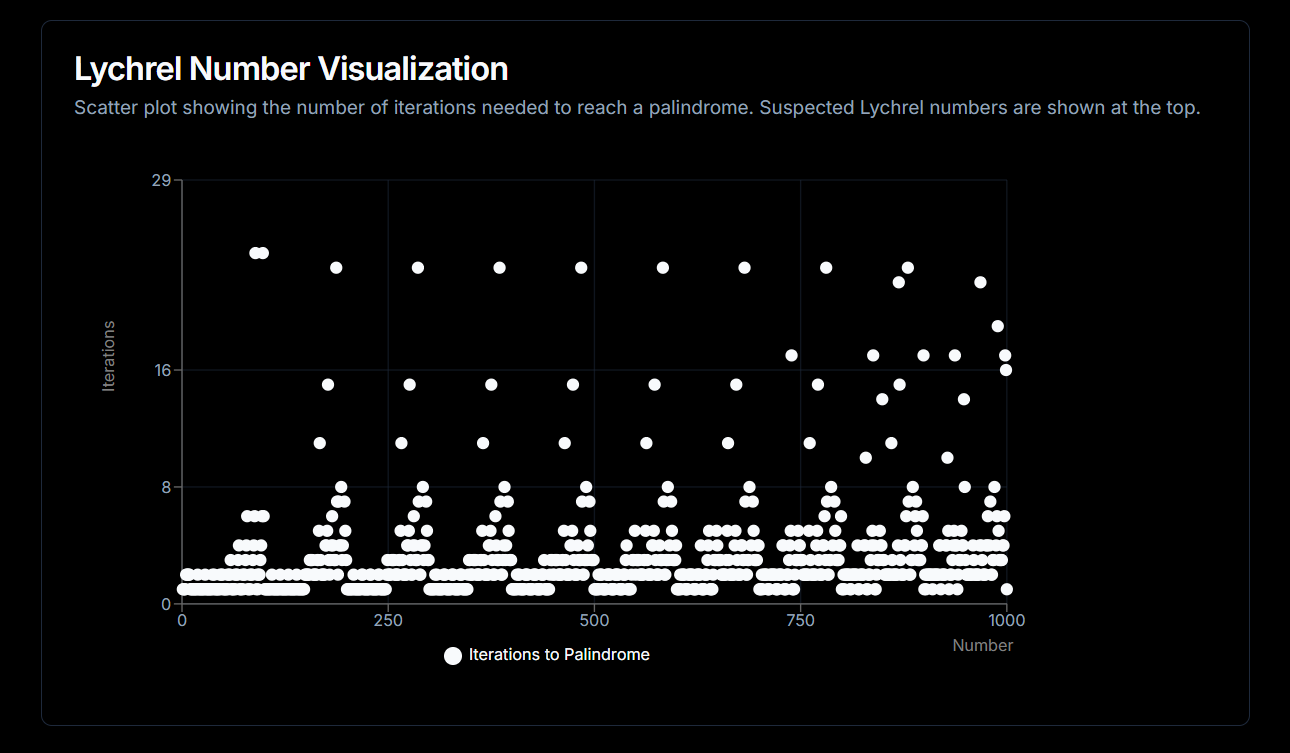 Lychrel Number Visualization
Scatter plot showing the number of iterations needed to reach a palindrome. Suspected Lychrel numbers are shown at the top.
29
16
8
0
Iterations
0 250 500 750 1000
Number
Iterations to Palindrome